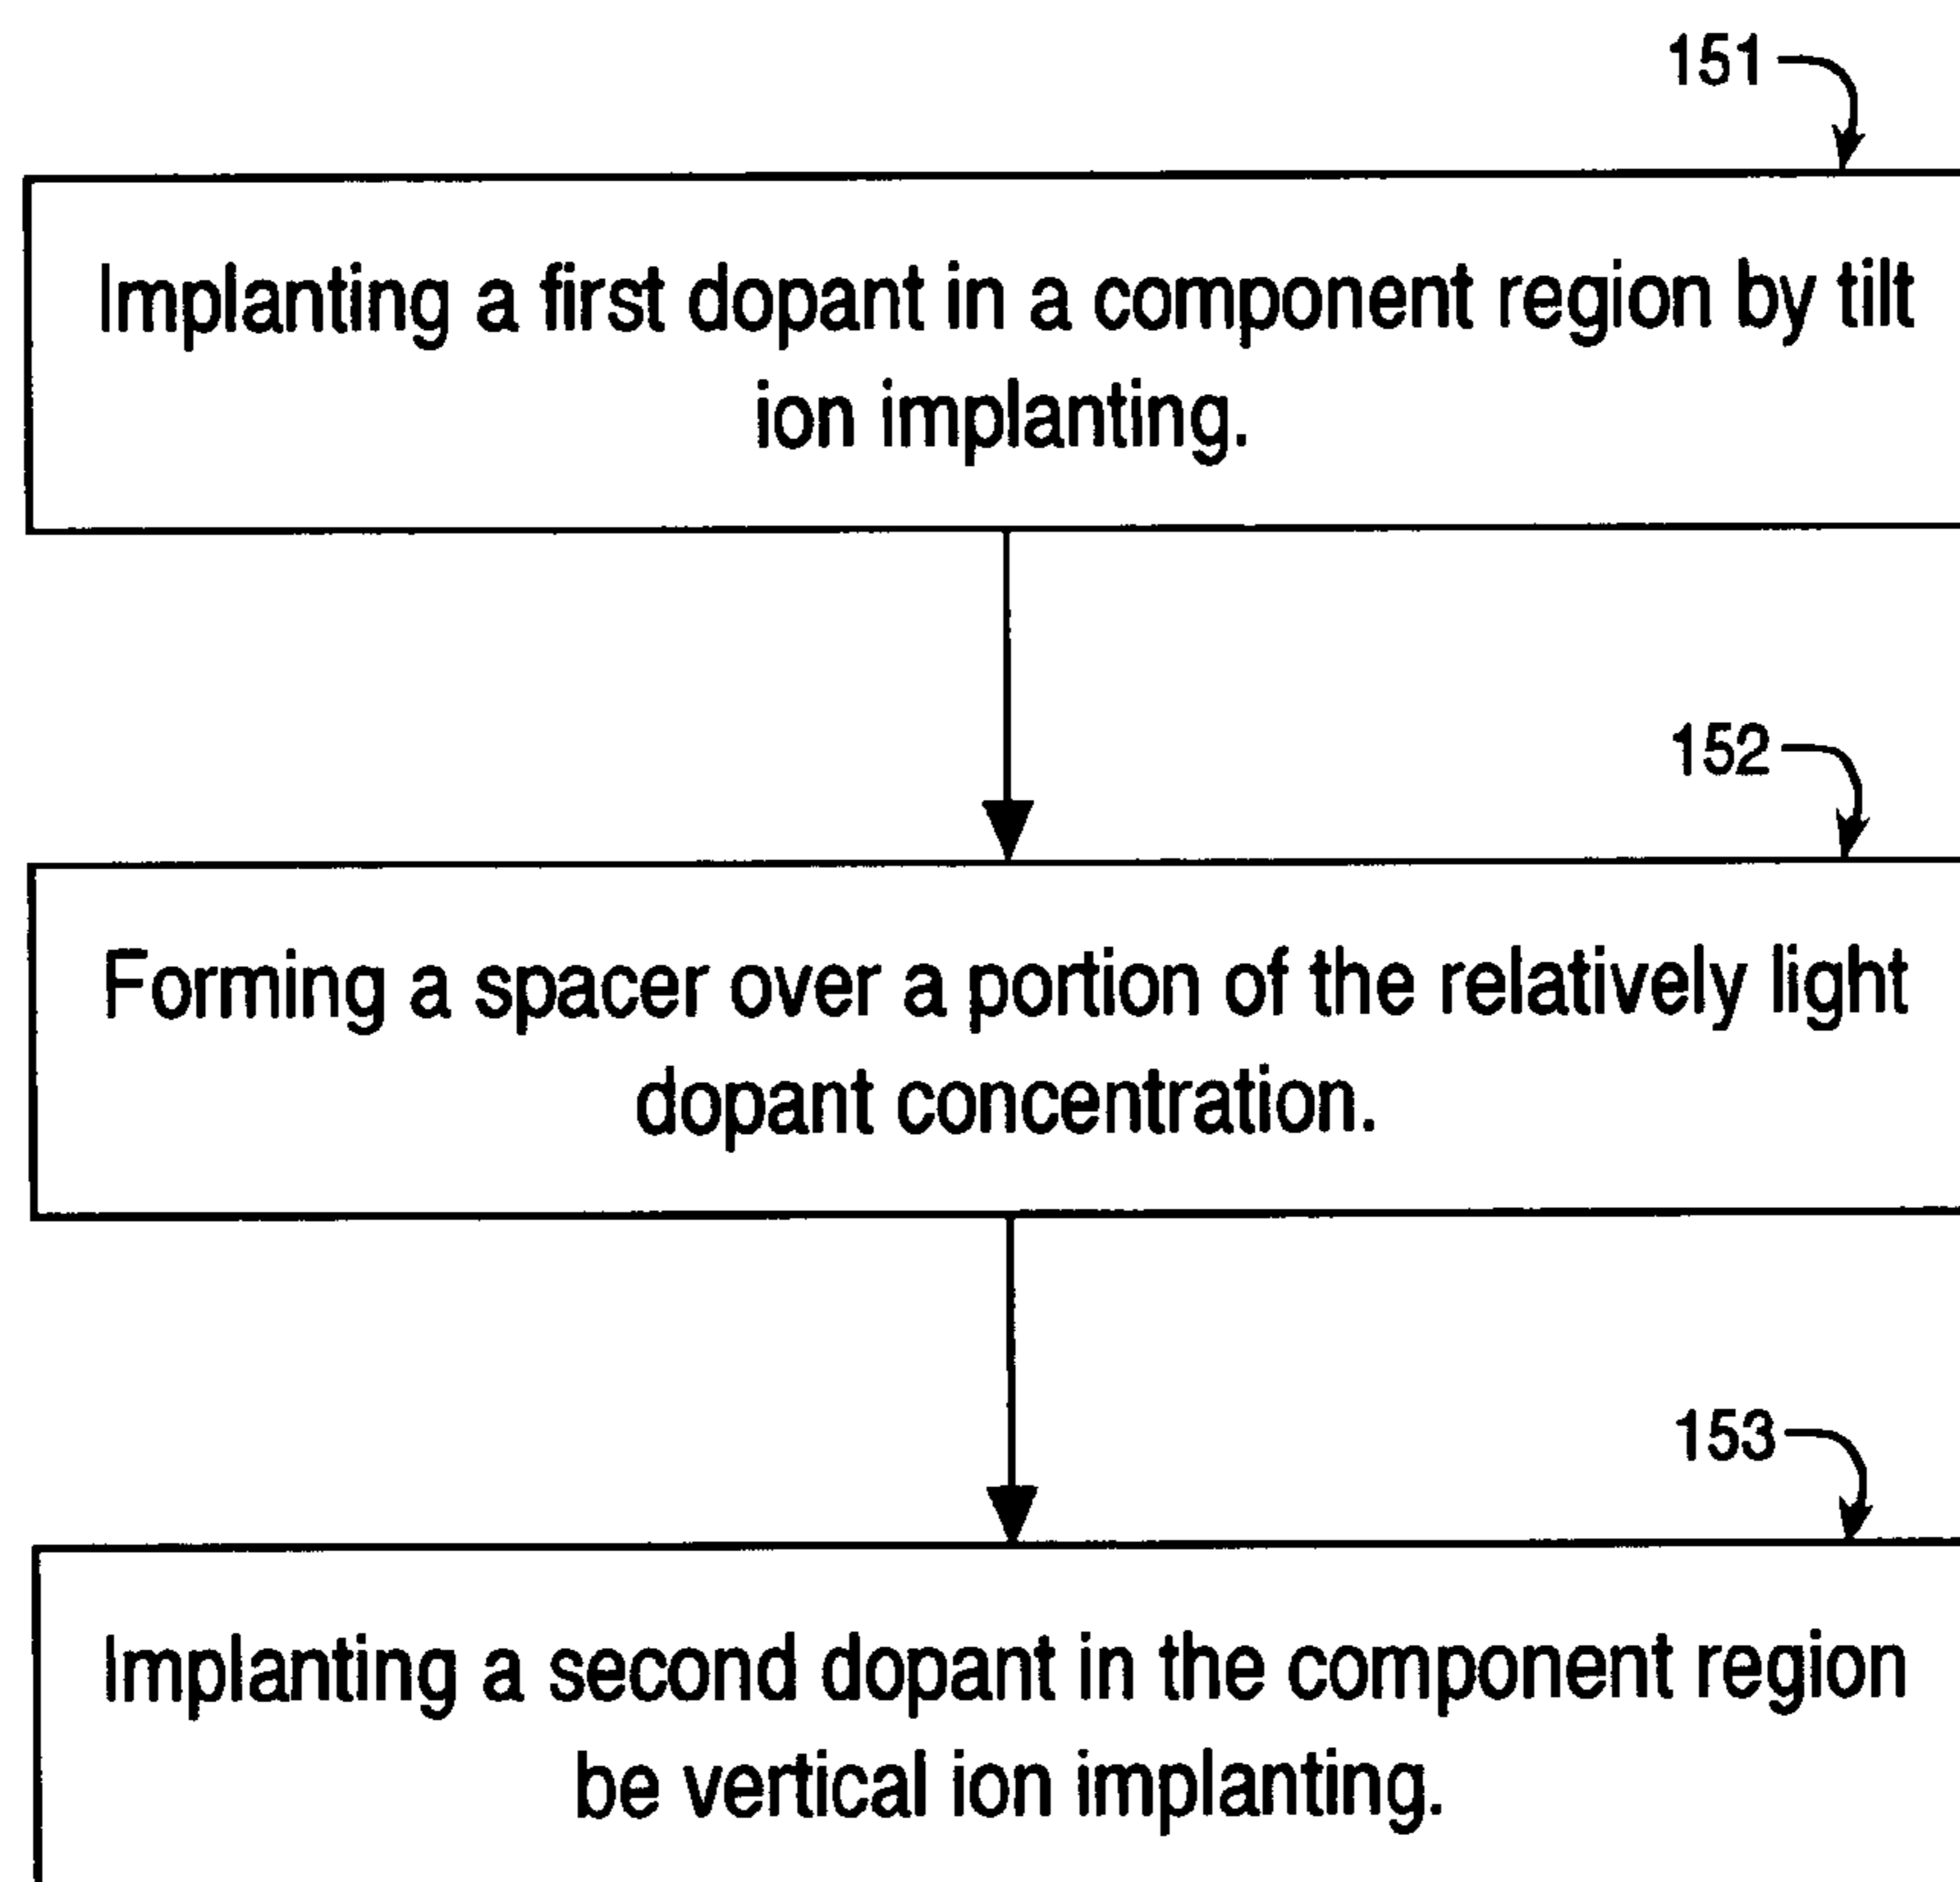 151
Implanting a first dopant in a component region by tilt
ion implanting.
152
Forming a spacer over a portion of the relatively light
dopant concentration.
153
Implanting a second dopant in the component region
be vertical ion implanting.